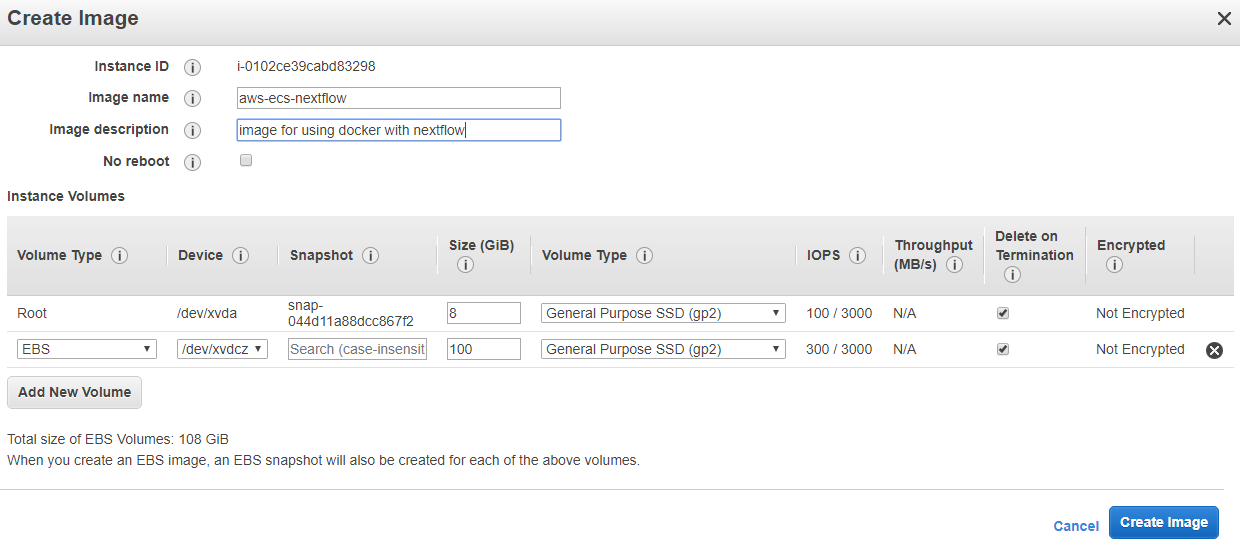 Create Image
Instance ID i-0102ce39cabd83298
Image name aws-ecs-nextflow
Image description image for using docker with nextflow
No reboot
Instance Volumes
Volume Type Device Snapshot Size (GiB) Volume Type IOPS Throughput (MB/s) Delete on Termination Encrypted
Root /dev/xvda snap-044d11a88dcc867f2 8 General Purpose SSD (gp2) 100 / 3000 N/A Not Encrypted
EBS /dev/xvdcz Search (case-insensit 100 General Purpose SSD (gp2) 300 / 3000 N/A Not Encrypted
Add New Volume
Total size of EBS Volumes: 108 GiB
When you create an EBS image, an EBS snapshot will also be created for each of the above volumes.
Cancel Create Image